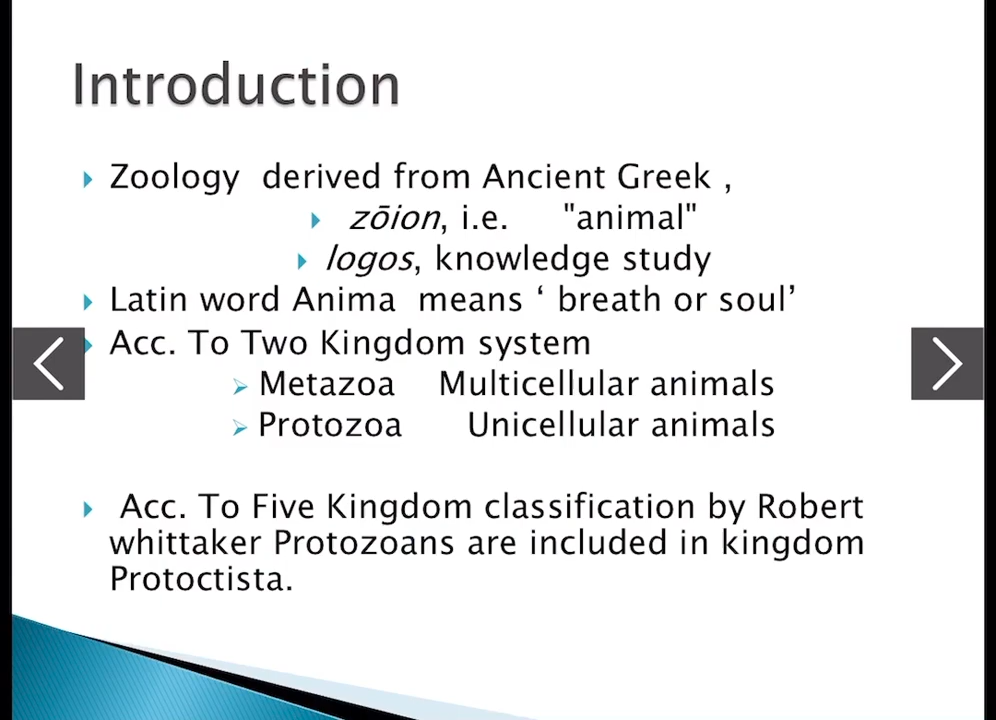 Introduction
Zoology derived from Ancient Greek ,
zōion, i.e. "animal"
logos, knowledge study
Latin word Anima means ‘ breath or soul’
Acc. To Two Kingdom system
Metazoa Multicellular animals
Protozoa Unicellular animals
Acc. To Five Kingdom classification by Robert
whittaker Protozoans are included in kingdom
Protoctista.